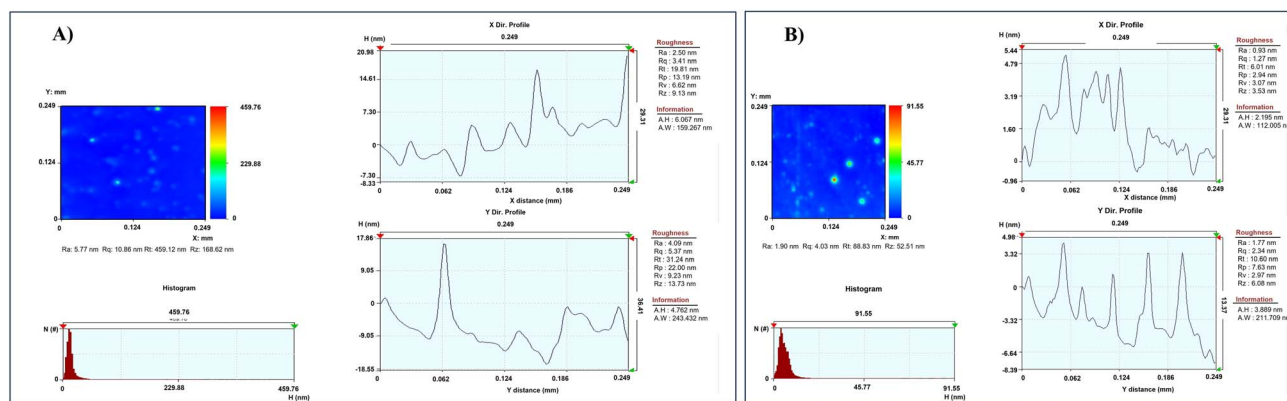 A)
Y: mm
0.249
0.124
0
0
0.124
0.249
X: mm
459.76
229.88
0
Ra: 5.77 nm Rq: 10.86 nm Rt: 459.12 nm Rz: 168.62 nm
Histogram
459.76
N (#)
0
0
229.88
459.76
H (nm)
X Dir. Profile
H (nm)
0.249
20.98
14.61
7.30
0
-7.30
-8.33
29.31
0
0.062
0.124
0.186
0.249
X distance (mm)
Roughness
Ra : 2.50 nm
Rq : 3.41 nm
Rt : 19.81 nm
Rp : 13.19 nm
Rv : 6.62 nm
Rz : 9.13 nm
Information
A.H : 6.067 nm
A.W : 159.267 nm
Y Dir. Profile
H (nm)
0.249
17.86
9.05
0
-9.05
-18.55
36.41
0
0.062
0.124
0.186
0.249
Y distance (mm)
Roughness
Ra : 4.09 nm
Rq : 5.37 nm
Rt : 31.24 nm
Rp : 22.00 nm
Rv : 9.23 nm
Rz : 13.73 nm
Information
A.H : 4.762 nm
A.W : 243.432 nm
B)
Y: mm
0.249
0.124
0
0
0.124
0.249
X: mm
91.55
45.77
0
Ra: 1.90 nm Rq: 4.03 nm Rt: 88.83 nm Rz: 52.51 nm
Histogram
91.55
N (#)
0
0
45.77
91.55
H (nm)
X Dir. Profile
H (nm)
0.249
5.44
4.79
3.19
1.60
0
-0.96
29.31
0
0.062
0.124
0.186
0.249
X distance (mm)
Roughness
Ra : 0.93 nm
Rq : 1.27 nm
Rt : 6.01 nm
Rp : 2.94 nm
Rv : 3.07 nm
Rz : 3.53 nm
Information
A.H : 2.195 nm
A.W : 112.005 nm
Y Dir. Profile
H (nm)
0.249
4.98
3.32
0
-3.32
-6.64
-8.39
13.37
0
0.062
0.124
0.186
0.249
Y distance (mm)
Roughness
Ra : 1.77 nm
Rq : 2.34 nm
Rt : 10.60 nm
Rp : 7.63 nm
Rv : 2.97 nm
Rz : 6.08 nm
Information
A.H : 3.889 nm
A.W : 211.709 nm